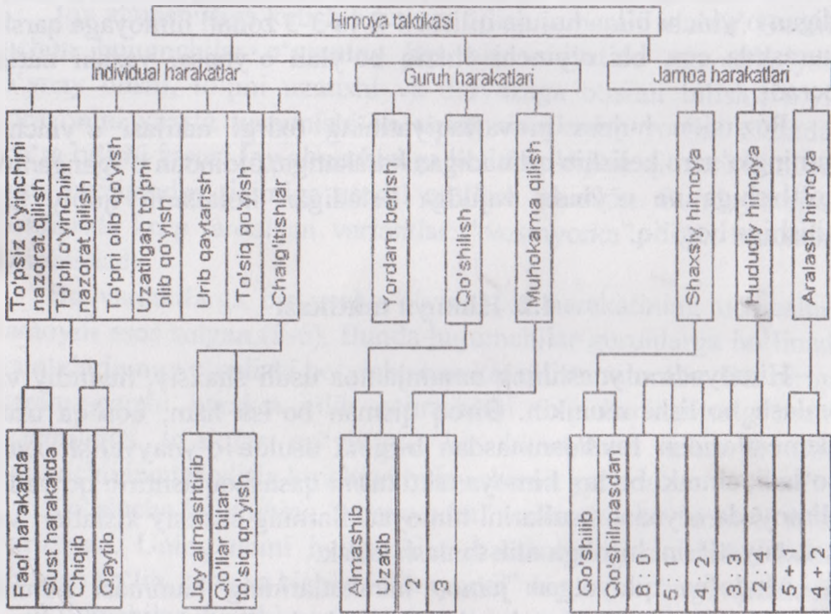 Himoya taktikasi
Individual harakatlar
Guruh harakatlari
Jamoa harakatlari
To'psiz o'yinchini
nazorat qilish
To'pli o'yinchini
nazorat qilish
To'pni olib qo'yish
Uzatilgan to'pni
olib qo'yish
Urib qaytarish
To'siq qo'yish
Chalg'itishlar
Yordam berish
Qo'shilish
Muhokama qilish
Shaxsiy himoya
Hududiy himoya
Aralash himoya
Faol harakatda
Sust harakatda
Chiqib
Qaytib
Joy almashtirib
Qo'llar bilan
to'siq qo'yish
Almashib
Uzatib
2
3
Qo'shilib
Qo'shilmasdan
6 : 0
5 : 1
4 : 2
3 : 3
5 + 1
4 + 2